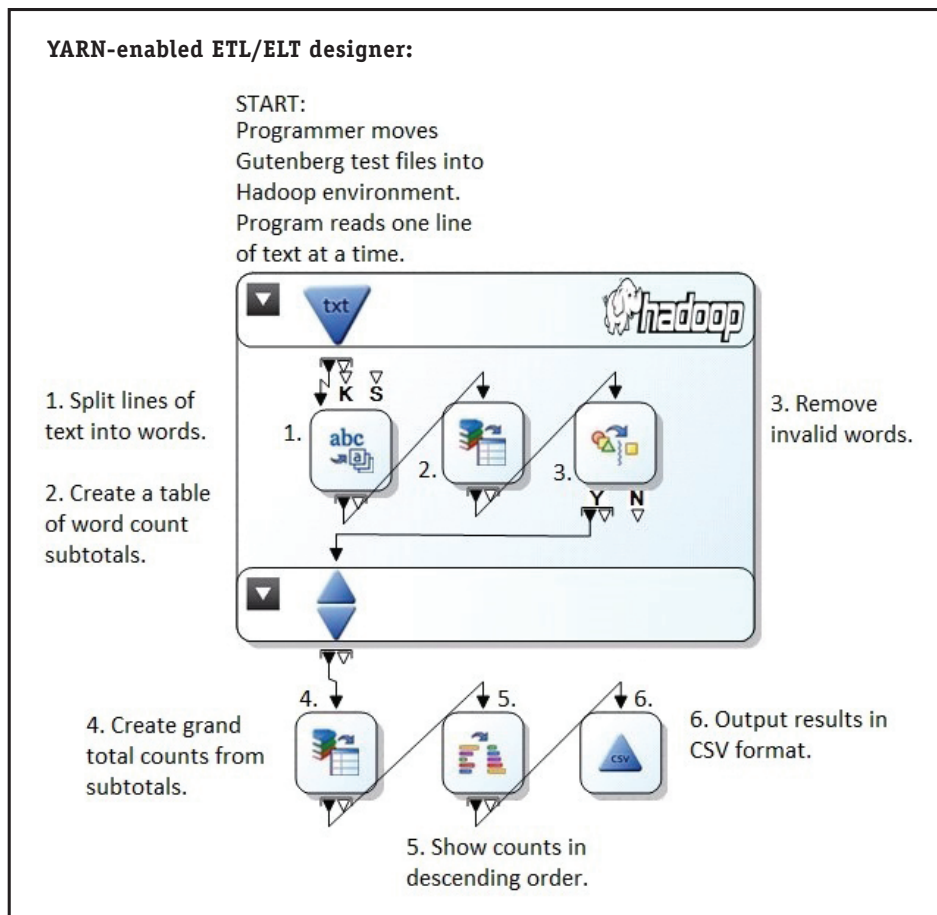 YARN-enabled ETL/ELT designer:
START:
Programmer moves
Gutenberg test files into
Hadoop environment.
Program reads one line
of text at a time.
txt
hadoop
K S
1. Split lines of
text into words.
2. Create a table
of word count
subtotals.
1.
abc
a
2.
3.
Y N
3. Remove
invalid words.
4.
5.
6.
CSV
4. Create grand
total counts from
subtotals.
6. Output results in
CSV format.
5. Show counts in
descending order.